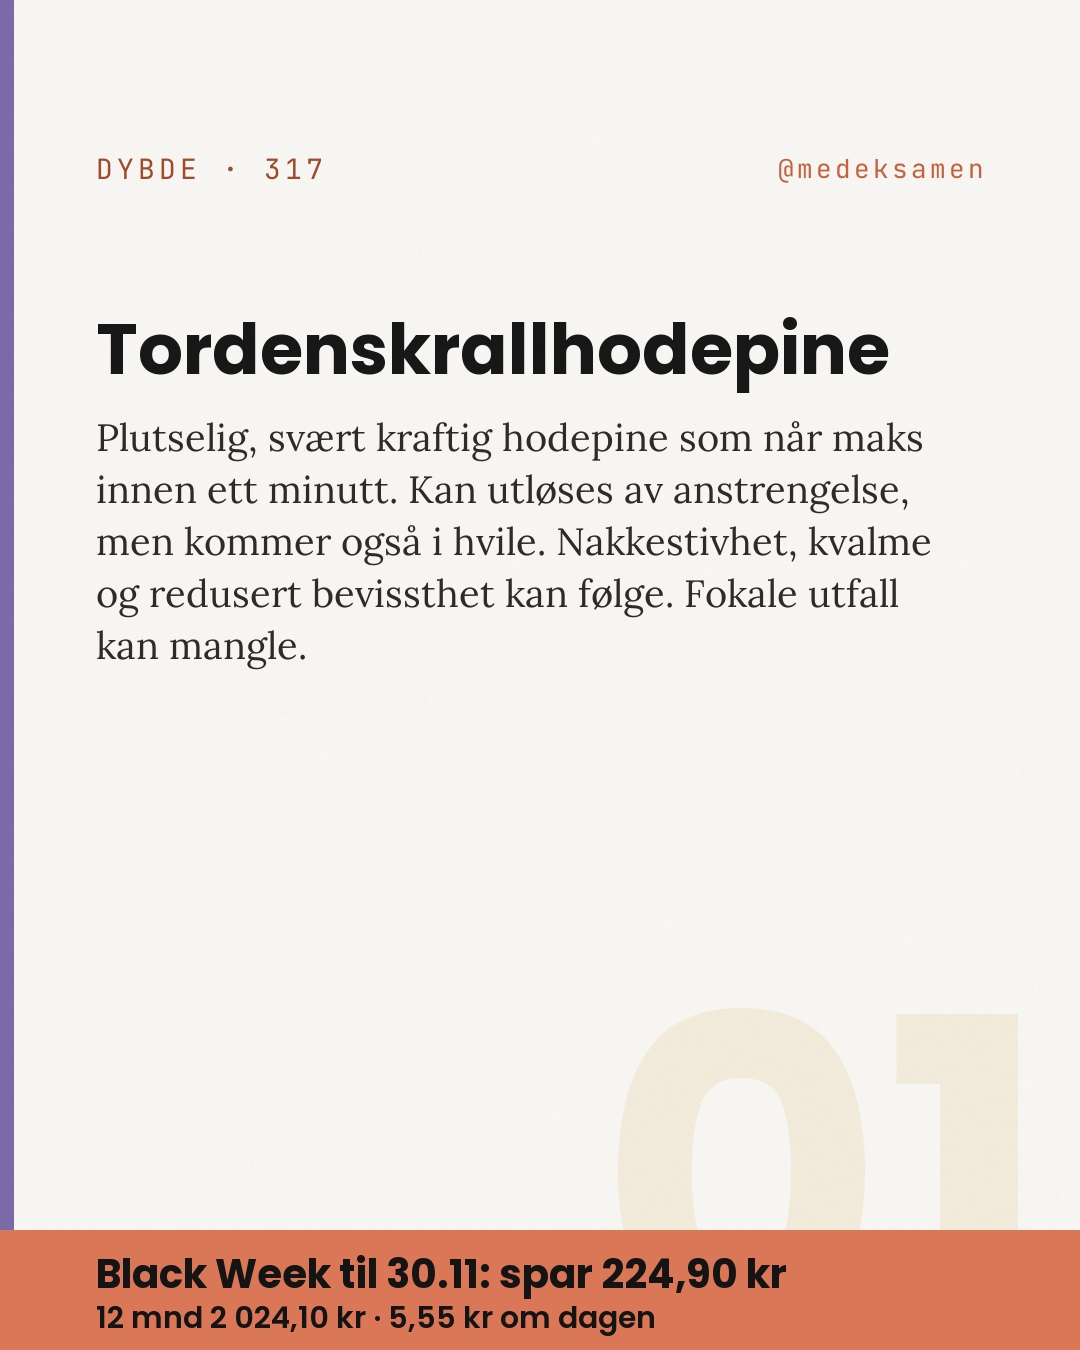 DYBDE · 317
@medeksamen
Tordenskrallhodepine
Plutselig, svært kraftig hodepine som når maks
innen ett minutt. Kan utløses av anstrengelse,
men kommer også i hvile. Nakkestivhet, kvalme
og redusert bevissthet kan følge. Fokale utfall
kan mangle.
01
Black Week til 30.11: spar 224,90 kr
12 mnd 2 024,10 kr · 5,55 kr om dagen